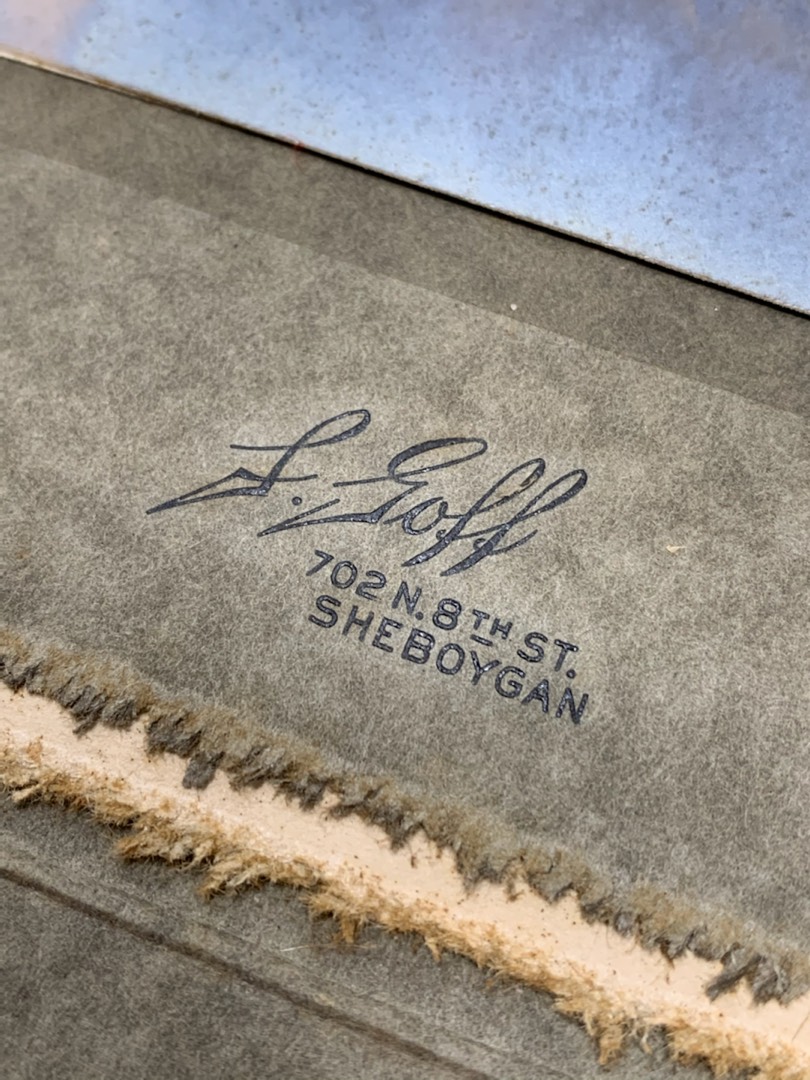 L. Goff
702 N. 8TH ST.
SHEBOYGAN